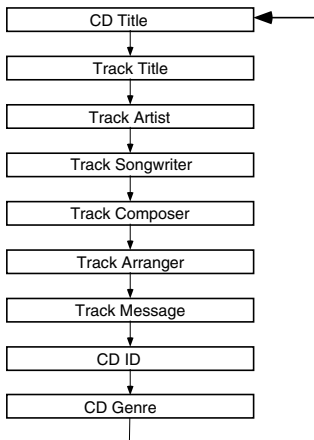 CD Title
Track Title
Track Artist
Track Songwriter
Track Composer
Track Arranger
Track Message
CD ID
CD Genre